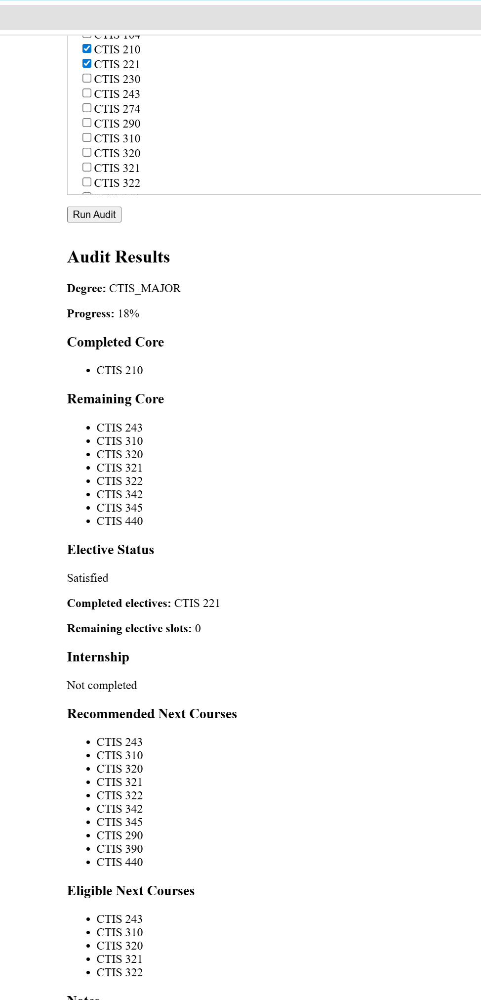 CTIS 104
CTIS 210
CTIS 221
CTIS 230
CTIS 243
CTIS 274
CTIS 290
CTIS 310
CTIS 320
CTIS 321
CTIS 322
Run Audit
Audit Results
Degree: CTIS_MAJOR
Progress: 18%
Completed Core
CTIS 210
Remaining Core
CTIS 243
CTIS 310
CTIS 320
CTIS 321
CTIS 322
CTIS 342
CTIS 345
CTIS 440
Elective Status
Satisfied
Completed electives: CTIS 221
Remaining elective slots: 0
Internship
Not completed
Recommended Next Courses
CTIS 243
CTIS 310
CTIS 320
CTIS 321
CTIS 322
CTIS 342
CTIS 345
CTIS 290
CTIS 390
CTIS 440
Eligible Next Courses
CTIS 243
CTIS 310
CTIS 320
CTIS 321
CTIS 322
Notes